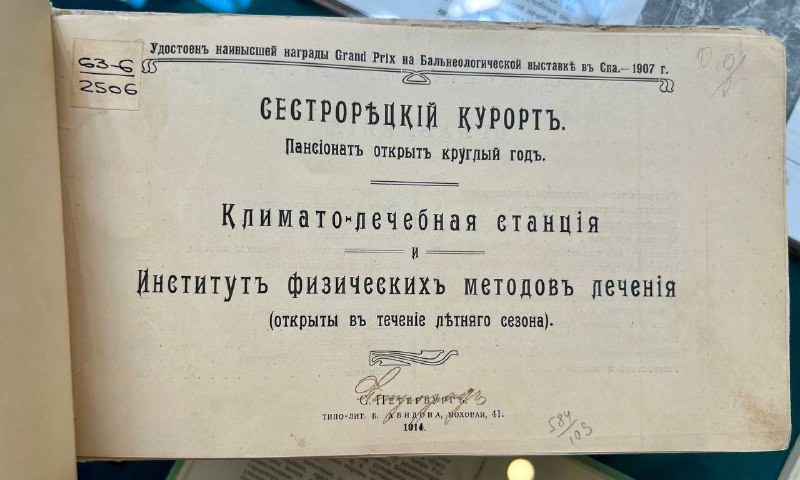 63-6
2506
Удостоенъ наивысшей награды Grand Prix на Бальнеологической выставкѣ въ Спа.—1907 г.
СЕСТРОРѢЦКІЙ КУРОРТЪ.
Пансіонатъ открытъ круглый годъ.
Климато-лечебная станція
и
Институтъ физическихъ методовъ леченія
(открыты въ теченіе лѣтняго сезона).
С. ПЕТЕРБУРГЪ.
ТИПО-ЛИТ. Б. АВИДОНА, МОХОВАЯ, 41.
1914
584/103